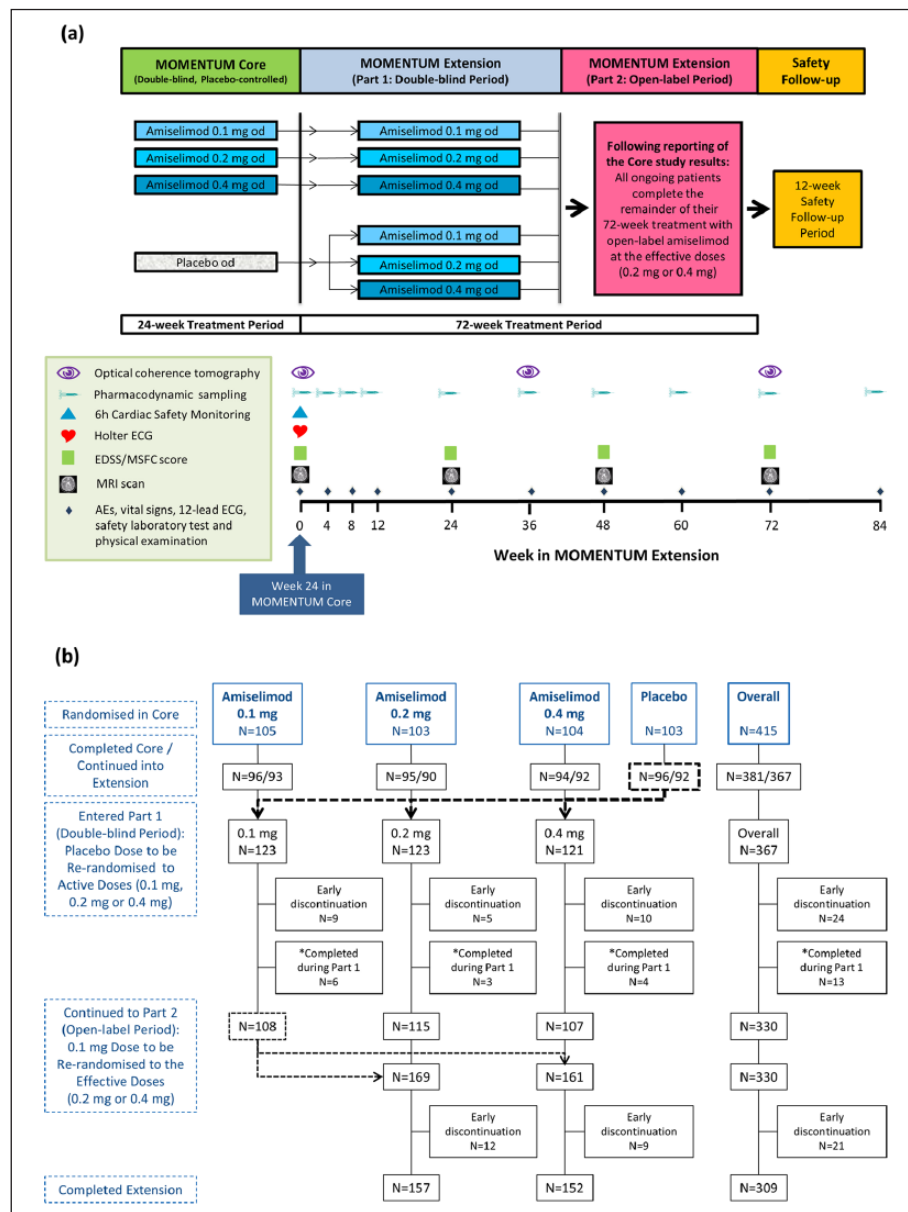 (a)
MOMENTUM Core
(Double-blind, Placebo-controlled)
MOMENTUM Extension
(Part 1: Double-blind Period)
MOMENTUM Extension
(Part 2: Open-label Period)
Safety
Follow-up
Amiselimod 0.1 mg od
Amiselimod 0.2 mg od
Amiselimod 0.4 mg od
Placebo od
Amiselimod 0.1 mg od
Amiselimod 0.2 mg od
Amiselimod 0.4 mg od
Amiselimod 0.1 mg od
Amiselimod 0.2 mg od
Amiselimod 0.4 mg od
Following reporting of
the Core study results:
All ongoing patients
complete the
remainder of their
72-week treatment with
open-label amiselimod
at the effective doses
(0.2 mg or 0.4 mg)
12-week
Safety
Follow-up
Period
24-week Treatment Period
72-week Treatment Period
Optical coherence tomography
Pharmacodynamic sampling
6h Cardiac Safety Monitoring
Holter ECG
EDSS/MSFC score
MRI scan
AEs, vital signs, 12-lead ECG,
safety laboratory test and
physical examination
0 4 8 12 24 36 48 60 72 84
Week in MOMENTUM Extension
Week 24 in
MOMENTUM Core
(b)
Randomised in Core
Amiselimod
0.1 mg
N=105
Amiselimod
0.2 mg
N=103
Amiselimod
0.4 mg
N=104
Placebo
N=103
Overall
N=415
Completed Core /
Continued into
Extension
N=96/93
N=95/90
N=94/92
N=96/92
N=381/367
Entered Part 1
(Double-blind Period):
Placebo Dose to be
Re-randomised to
Active Doses (0.1 mg,
0.2 mg or 0.4 mg)
0.1 mg
N=123
0.2 mg
N=123
0.4 mg
N=121
Overall
N=367
Early
discontinuation
N=9
Early
discontinuation
N=5
Early
discontinuation
N=10
Early
discontinuation
N=24
*Completed
during Part 1
N=6
*Completed
during Part 1
N=3
*Completed
during Part 1
N=4
*Completed
during Part 1
N=13
Continued to Part 2
(Open-label Period):
0.1 mg Dose to be
Re-randomised to the
Effective Doses
(0.2 mg or 0.4 mg)
N=108
N=115
N=107
N=330
N=169
N=161
N=330
Early
discontinuation
N=12
Early
discontinuation
N=9
Early
discontinuation
N=21
Completed Extension
N=157
N=152
N=309